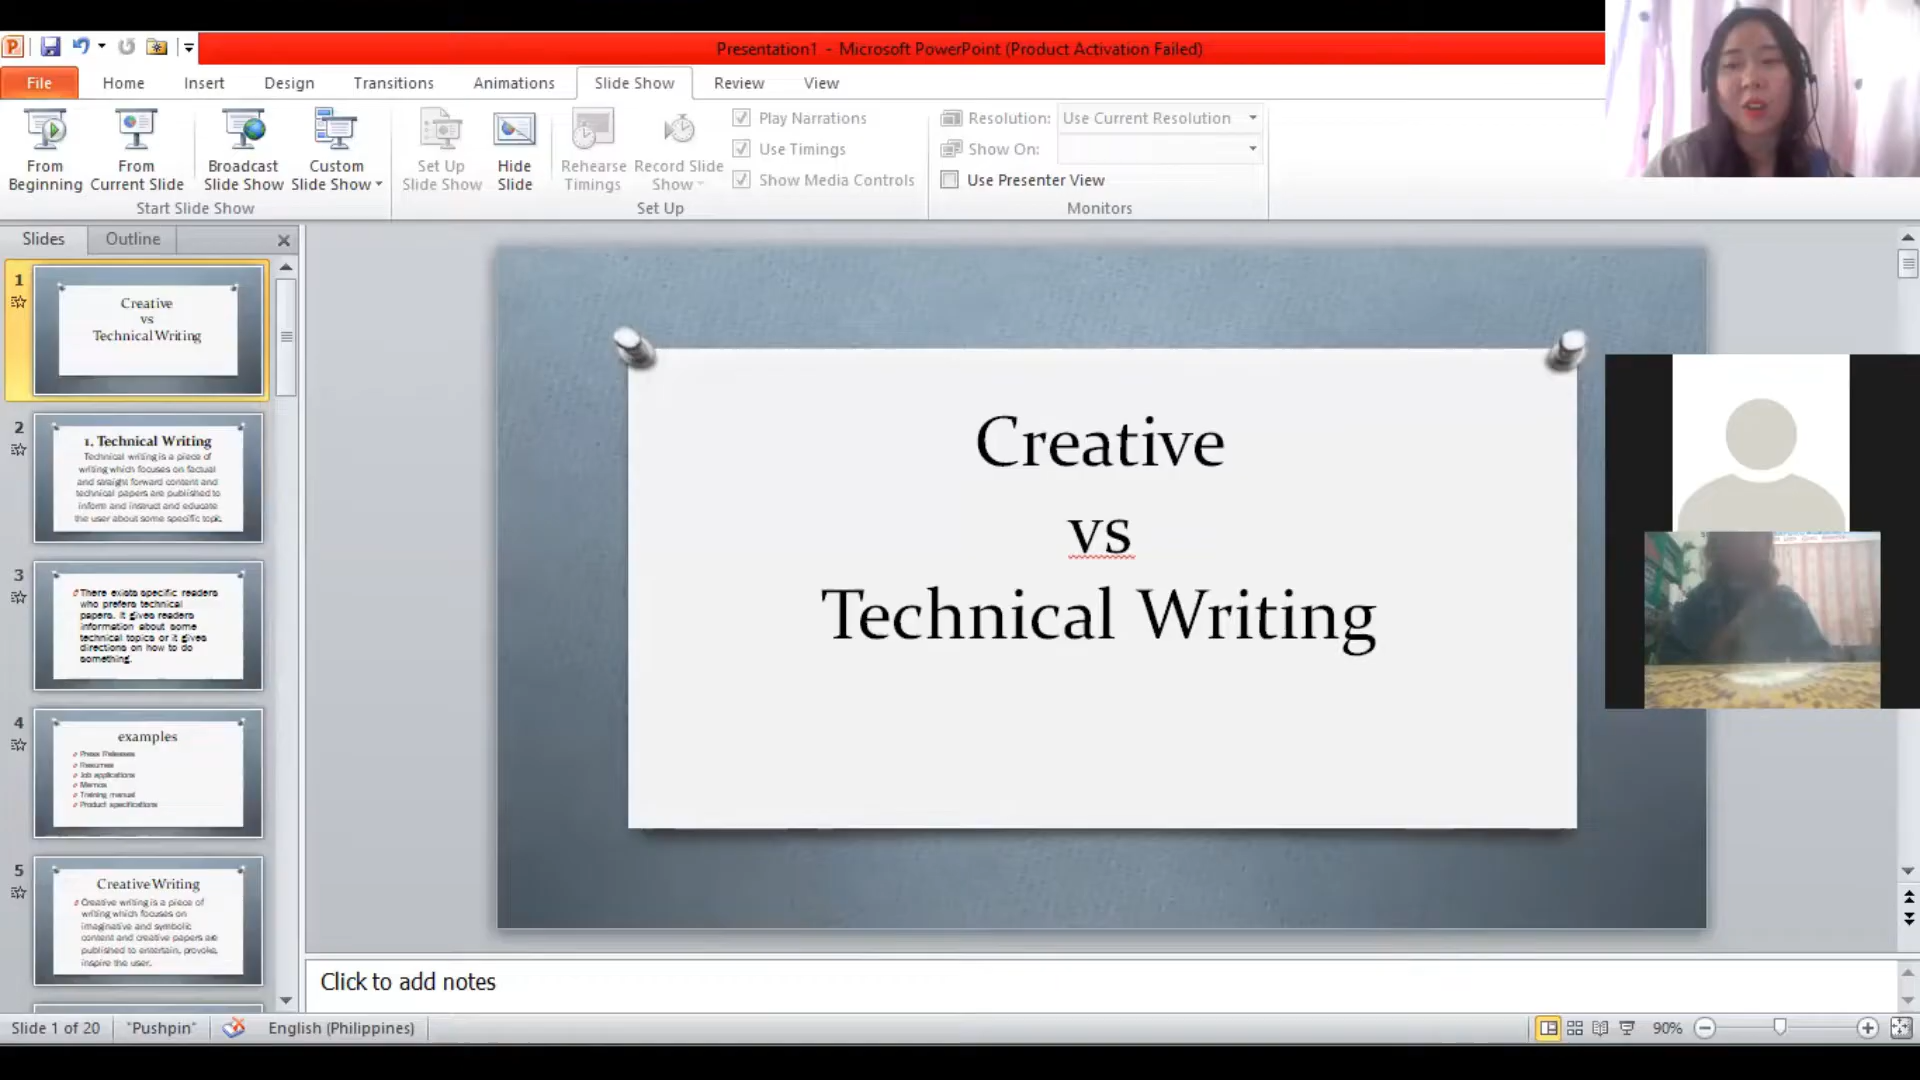 Presentation1 - Microsoft PowerPoint (Product Activation Failed)
File Home Insert Design Transitions Animations Slide Show Review View
From Beginning
From Current Slide
Broadcast Slide Show
Custom Slide Show
Start Slide Show
Set Up Slide Show
Hide Slide
Rehearse Timings
Record Slide Show
Play Narrations
Use Timings
Show Media Controls
Set Up
Resolution: Use Current Resolution
Show On:
Use Presenter View
Monitors
Slides Outline
1
Creative
vs
Technical Writing
2
1. Technical Writing
Technical writing is a piece of
writing which focuses on factual
and straight forward content and
technical papers are published to
inform and instruct and educate
the user about some specific topic.
3
There exists specific readers
who prefers technical
papers. It gives readers
information about some
technical topics or it gives
directions on how to do
something.
4
examples
Press Releases
Resumes
Job applications
Memos
Training manual
Product specifications
5
Creative Writing
Creative writing is a piece of
writing which focuses on
imaginative and symbolic
content and creative papers are
published to entertain, provoke,
inspire the user.
Creative
vs
Technical Writing
Click to add notes
Slide 1 of 20 "Pushpin" English (Philippines) 90%